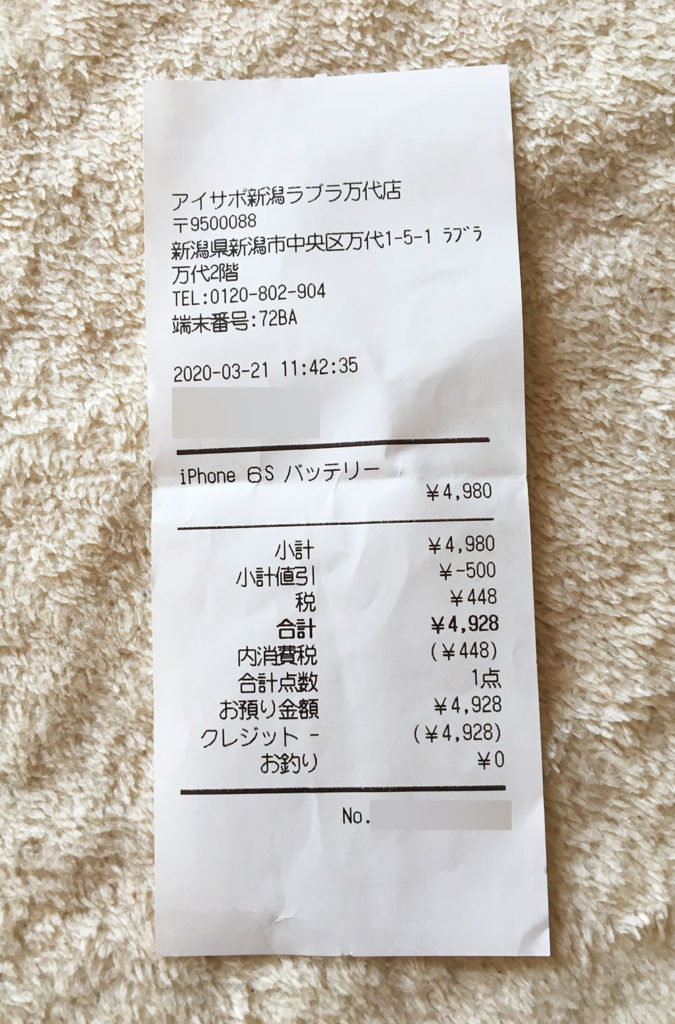 アイサポ新潟ラブラ万代店
〒9500088
新潟県新潟市中央区万代1-5-1 ﾗﾌﾞﾗ
万代2階
TEL:0120-802-904
端末番号:72BA
2020-03-21 11:42:35
iPhone 6S バッテリー
¥4,980
小計 ¥4,980
小計値引 ¥-500
税 ¥448
合計 ¥4,928
内消費税 (¥448)
合計点数 1点
お預り金額 ¥4,928
クレジット - (¥4,928)
お釣り ¥0
No.